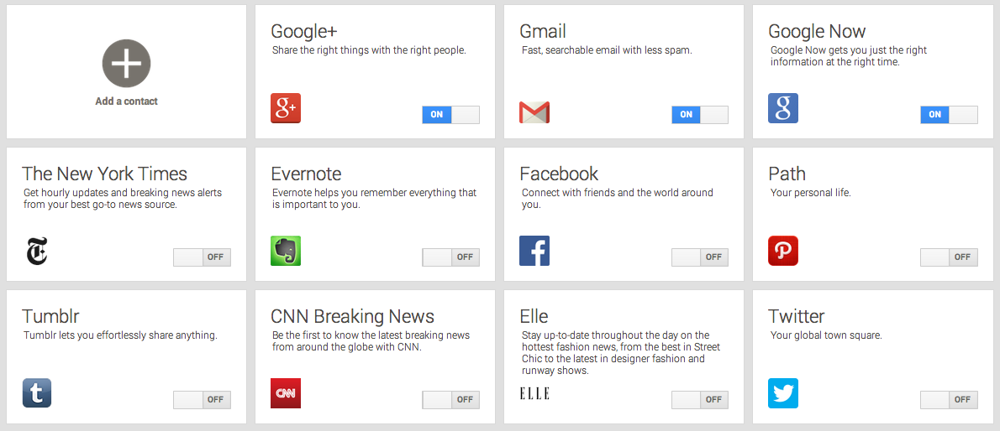 Add a contact
Google+
Share the right things with the right people.
g+
ON
Gmail
Fast, searchable email with less spam.
M
ON
Google Now
Google Now gets you just the right
information at the right time.
g
ON
The New York Times
Get hourly updates and breaking news alerts
from your best go-to news source.
T
OFF
Evernote
Evernote helps you remember everything that
is important to you.
OFF
Facebook
Connect with friends and the world around
you.
f
OFF
Path
Your personal life.
P
OFF
Tumblr
Tumblr lets you effortlessly share anything.
t
OFF
CNN Breaking News
Be the first to know the latest breaking news
from around the globe with CNN.
CNN
OFF
Elle
Stay up-to-date throughout the day on the
hottest fashion news, from the best in Street
Chic to the latest in designer fashion and
runway shows.
ELLE
OFF
Twitter
Your global town square.
OFF